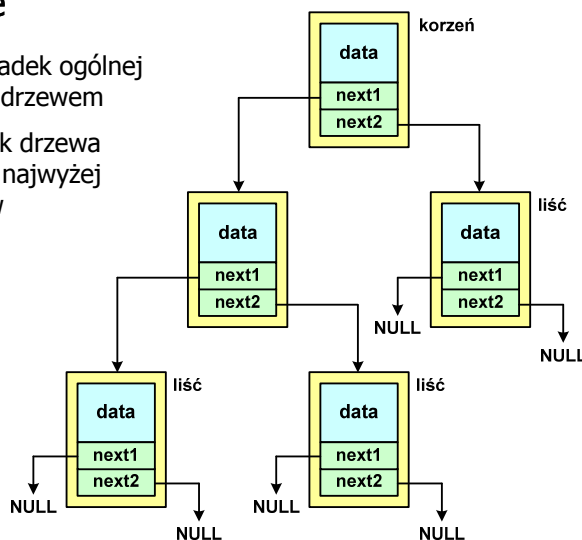 korzeń
adek ogólnej
drzewem
k drzewa
najwyżej
data
next1
next2
data
next1
next2
liść
data
next1
next2
NULL
NULL
liść
data
next1
next2
NULL
NULL
liść
data
next1
next2
NULL
NULL